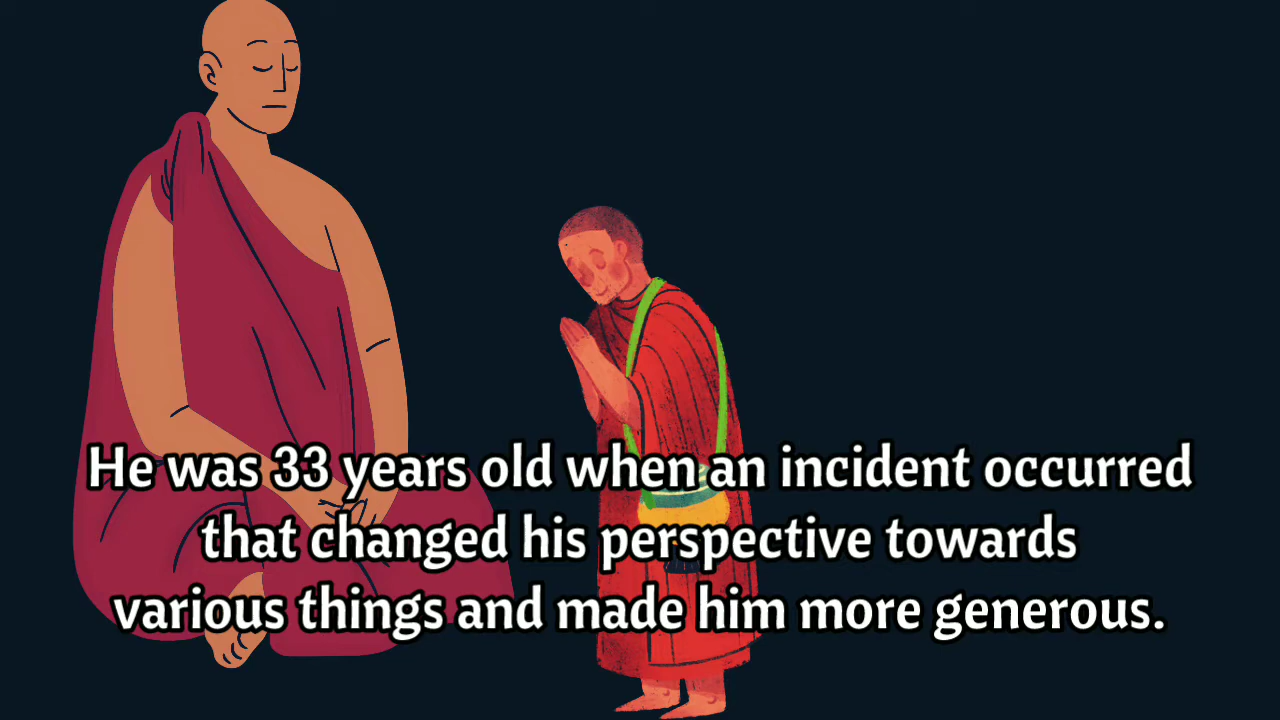 He was 33 years old when an incident occurred
that changed his perspective towards
various things and made him more generous.